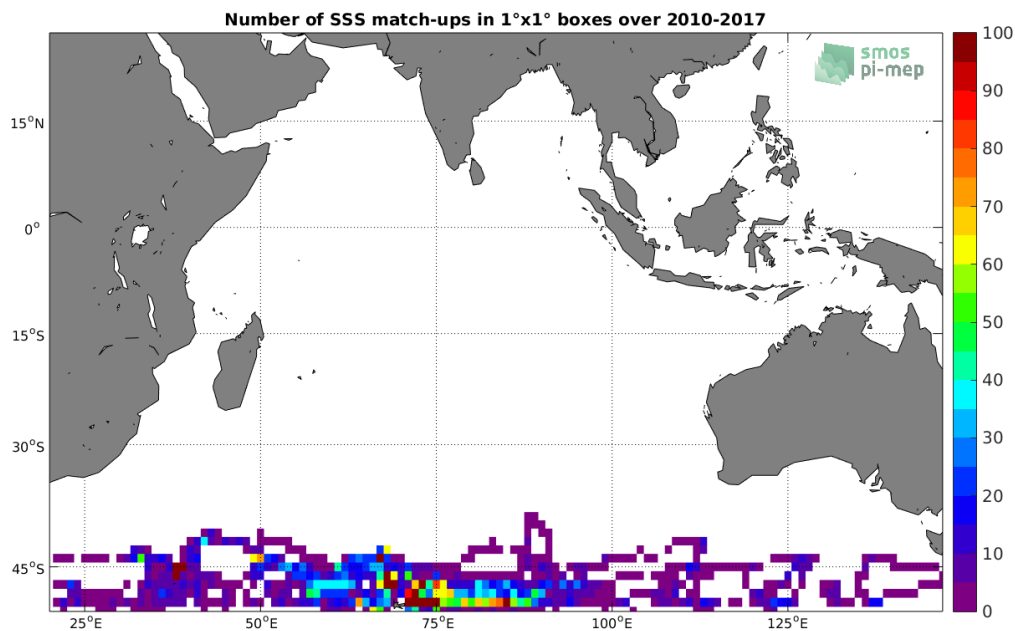 Number of SSS match-ups in 1°x1° boxes over 2010-2017
smos
pi-mep
15°N
0°
15°S
30°S
45°S
25°E
50°E
75°E
100°E
125°E
100
90
80
70
60
50
40
30
20
10
0